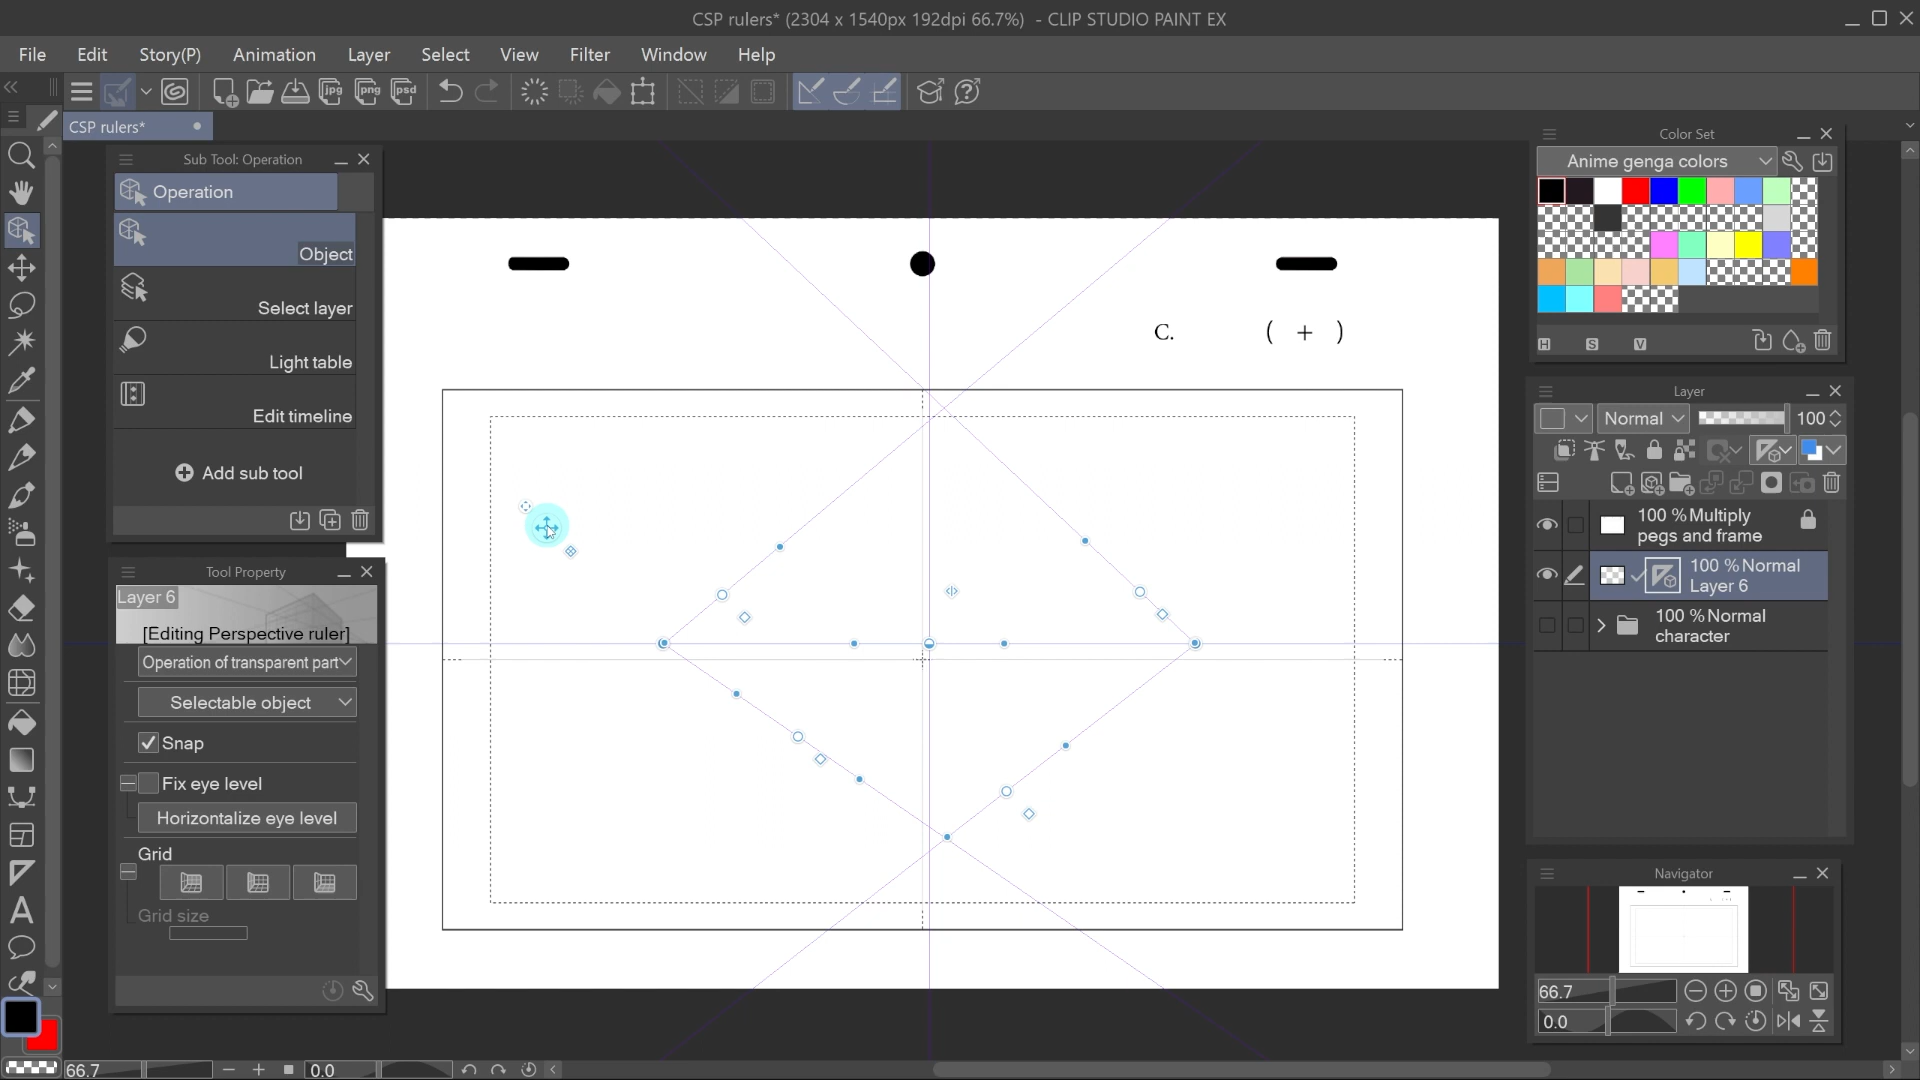 CSP rulers* (2304 x 1540px 192dpi 66.7%) - CLIP STUDIO PAINT EX
File Edit Story(P) Animation Layer Select View Filter Window Help
jpg png psd
CSP rulers*
Sub Tool: Operation
Operation
Object
Select layer
Light table
Edit timeline
Add sub tool
Tool Property
Layer 6
[Editing Perspective ruler]
Operation of transparent part
Selectable object
Snap
Fix eye level
Horizontalize eye level
Grid
Grid size
66.7 0.0
C. ( + )
Color Set
Anime genga colors
H S V
Layer
Normal 100
100 %Multiply
pegs and frame
100 %Normal
Layer 6
100 %Normal
character
Navigator
66.7
0.0